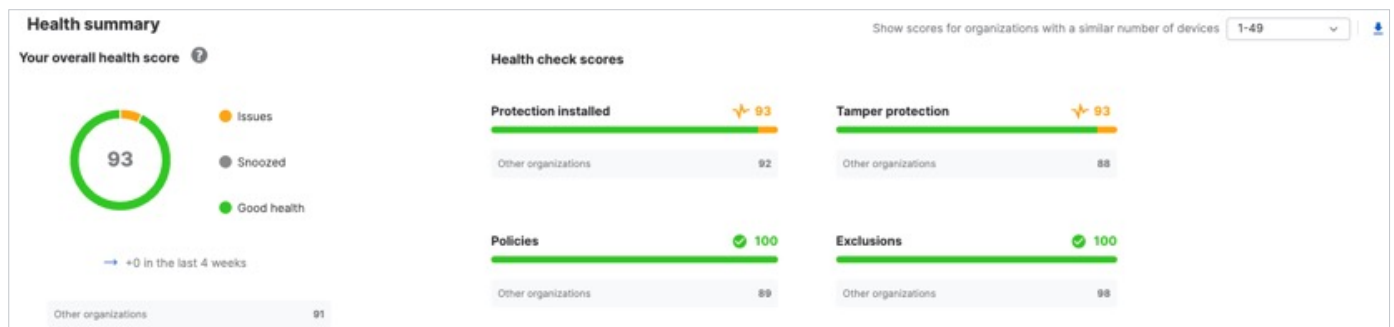 Health summary
Show scores for organizations with a similar number of devices 1-49
Your overall health score ?
93
Issues
Snoozed
Good health
→ +0 in the last 4 weeks
Other organizations 91
Health check scores
Protection installed 93
Other organizations 92
Tamper protection 93
Other organizations 88
Policies 100
Other organizations 89
Exclusions 100
Other organizations 98